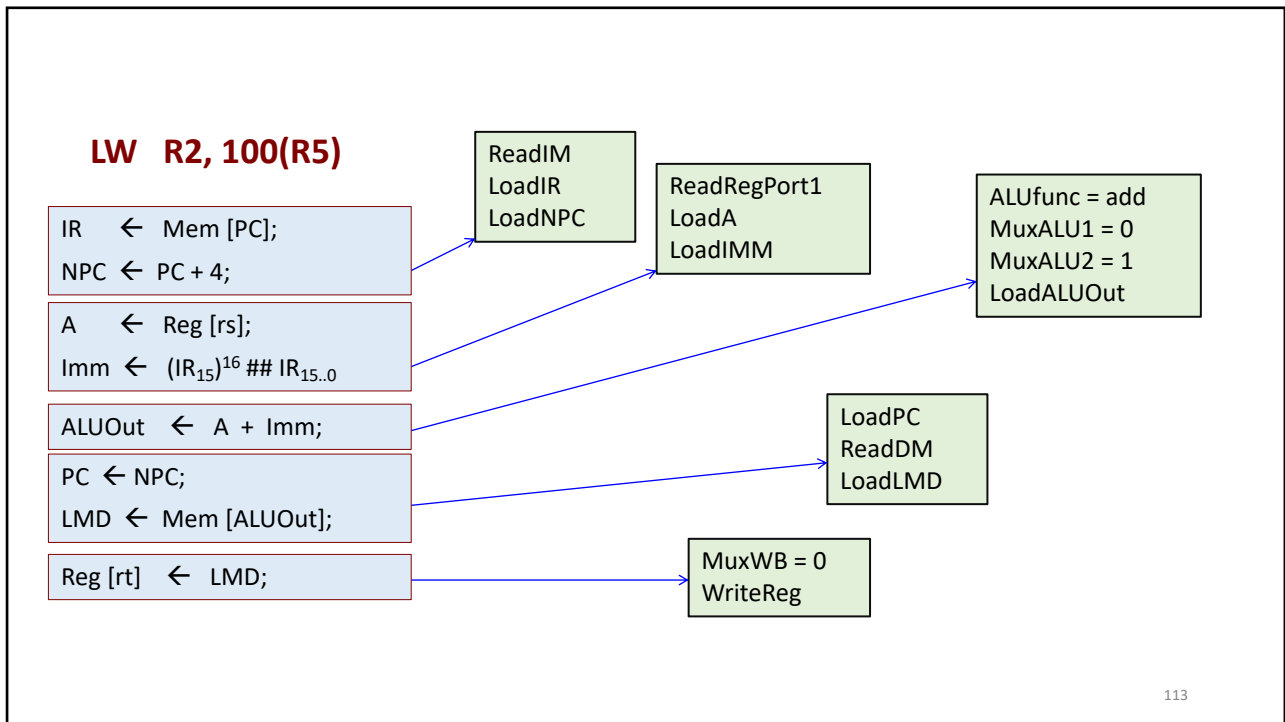 LW R2, 100(R5)
IR ← Mem [PC];
NPC ← PC + 4;
A ← Reg [rs];
Imm ← (IR₁₅)¹⁶ ## IR₁₅..₀
ALUOut ← A + Imm;
PC ← NPC;
LMD ← Mem [ALUOut];
Reg [rt] ← LMD;
ReadIM
LoadIR
LoadNPC
ReadRegPort1
LoadA
LoadIMM
ALUfunc = add
MuxALU1 = 0
MuxALU2 = 1
LoadALUOut
LoadPC
ReadDM
LoadLMD
MuxWB = 0
WriteReg
113